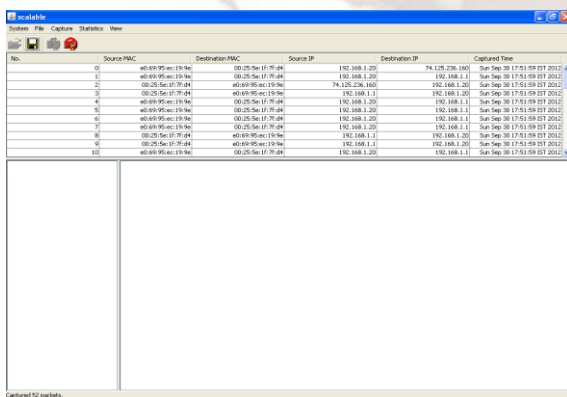 scalable
System File Capture Statistics View
No. Source MAC Destination MAC Source IP Destination IP Captured Time
0 e0:69:95:ec:19:9e 00:25:5e:1f:7f:d4 192.168.1.20 74.125.236.160 Sun Sep 30 17:51:59 IST 2012
1 e0:69:95:ec:19:9e 00:25:5e:1f:7f:d4 192.168.1.20 192.168.1.1 Sun Sep 30 17:51:59 IST 2012
2 00:25:5e:1f:7f:d4 e0:69:95:ec:19:9e 74.125.236.160 192.168.1.20 Sun Sep 30 17:51:59 IST 2012
3 00:25:5e:1f:7f:d4 e0:69:95:ec:19:9e 192.168.1.1 192.168.1.20 Sun Sep 30 17:51:59 IST 2012
4 e0:69:95:ec:19:9e 00:25:5e:1f:7f:d4 192.168.1.20 192.168.1.1 Sun Sep 30 17:51:59 IST 2012
5 e0:69:95:ec:19:9e 00:25:5e:1f:7f:d4 192.168.1.20 192.168.1.1 Sun Sep 30 17:51:59 IST 2012
6 e0:69:95:ec:19:9e 00:25:5e:1f:7f:d4 192.168.1.20 192.168.1.1 Sun Sep 30 17:51:59 IST 2012
7 e0:69:95:ec:19:9e 00:25:5e:1f:7f:d4 192.168.1.20 192.168.1.1 Sun Sep 30 17:51:59 IST 2012
8 00:25:5e:1f:7f:d4 e0:69:95:ec:19:9e 192.168.1.1 192.168.1.20 Sun Sep 30 17:51:59 IST 2012
9 00:25:5e:1f:7f:d4 e0:69:95:ec:19:9e 192.168.1.1 192.168.1.20 Sun Sep 30 17:51:59 IST 2012
10 e0:69:95:ec:19:9e 00:25:5e:1f:7f:d4 192.168.1.20 192.168.1.1 Sun Sep 30 17:51:59 IST 2012
Captured 52 packets.